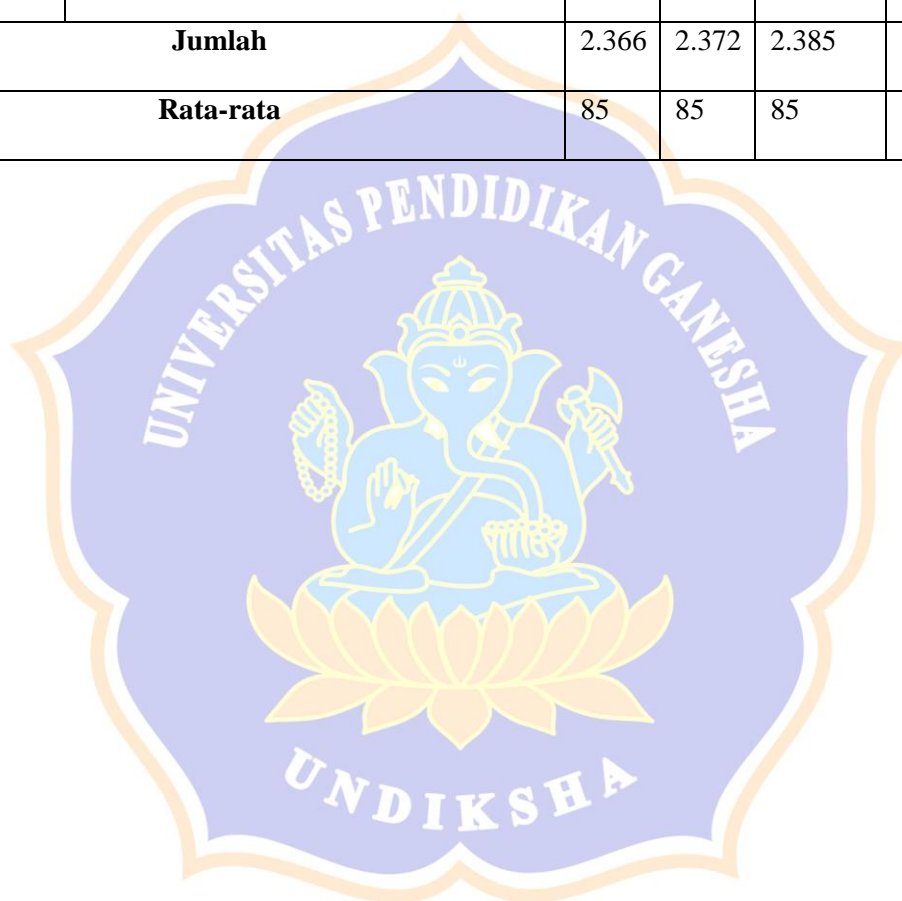 Jumlah 2.366 2.372 2.385
Rata-rata 85 85 85
UNIVERSITAS PENDIDIKAN GANESHA
UNDIKSHA